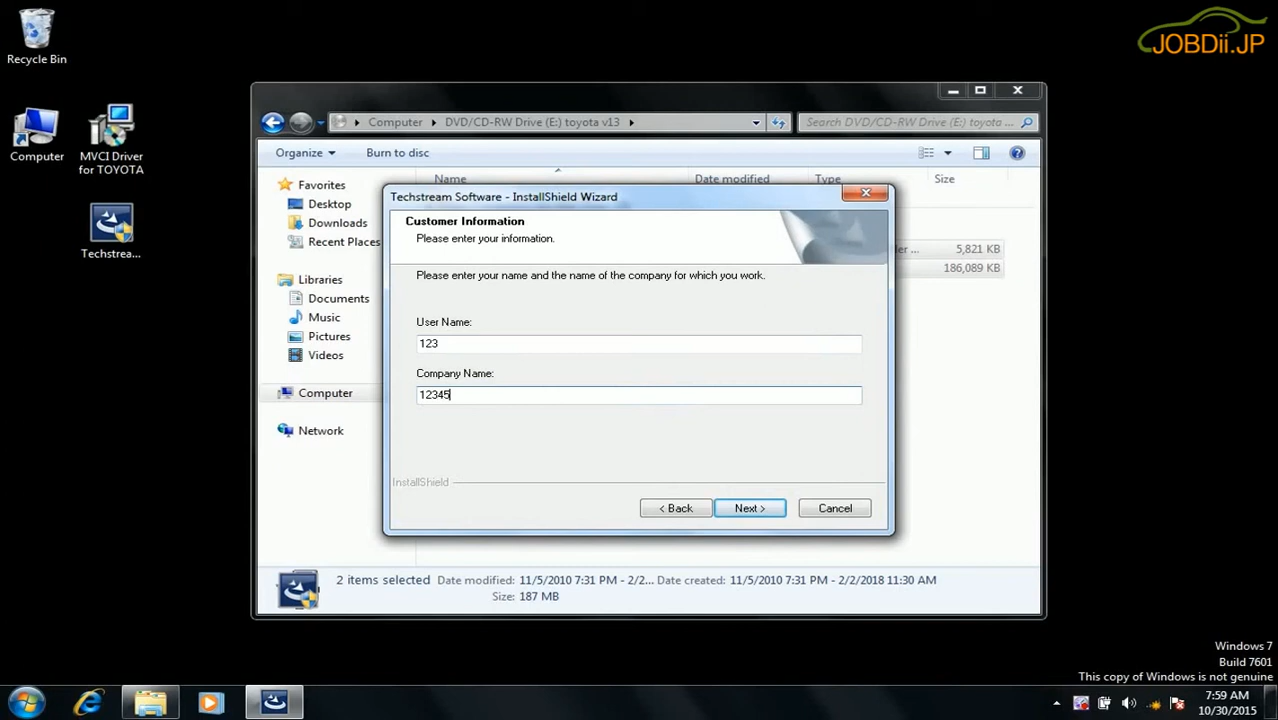 Recycle Bin
JOBDii.JP
Computer
MVCI Driver
for TOYOTA
Techstrea...
Computer
DVD/CD-RW Drive (E:) toyota v13
Search DVD/CD-RW Drive (E:) toyota ...
Organize
Burn to disc
Favorites
Desktop
Downloads
Recent Places
Libraries
Documents
Music
Pictures
Videos
Computer
Network
Name
Date modified
Type
Size
5,821 KB
186,089 KB
Techstream Software - InstallShield Wizard
Customer Information
Please enter your information.
Please enter your name and the name of the company for which you work.
User Name:
123
Company Name:
12345
InstallShield
< Back
Next >
Cancel
2 items selected Date modified: 11/5/2010 7:31 PM - 2/2... Date created: 11/5/2010 7:31 PM - 2/2/2018 11:30 AM
Size: 187 MB
Windows 7
Build 7601
This copy of Windows is not genuine
7:59 AM
10/30/2015